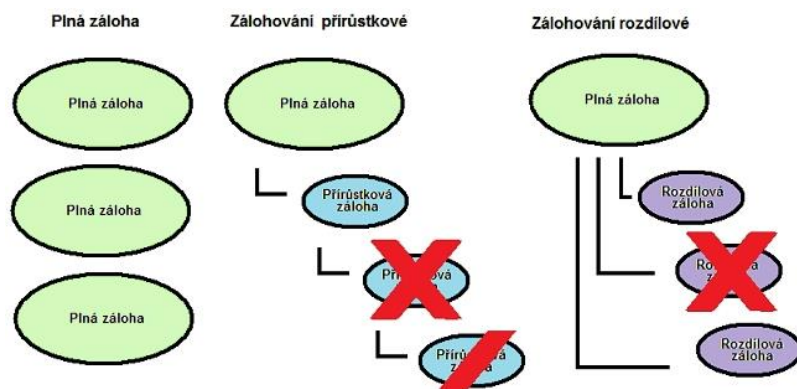 Plná záloha
Zálohování přírůstkové
Zálohování rozdílové
Plná záloha
Plná záloha
Plná záloha
Plná záloha
Přírůstková
záloha
Plná záloha
Rozdílová
záloha
Rozdílová
záloha